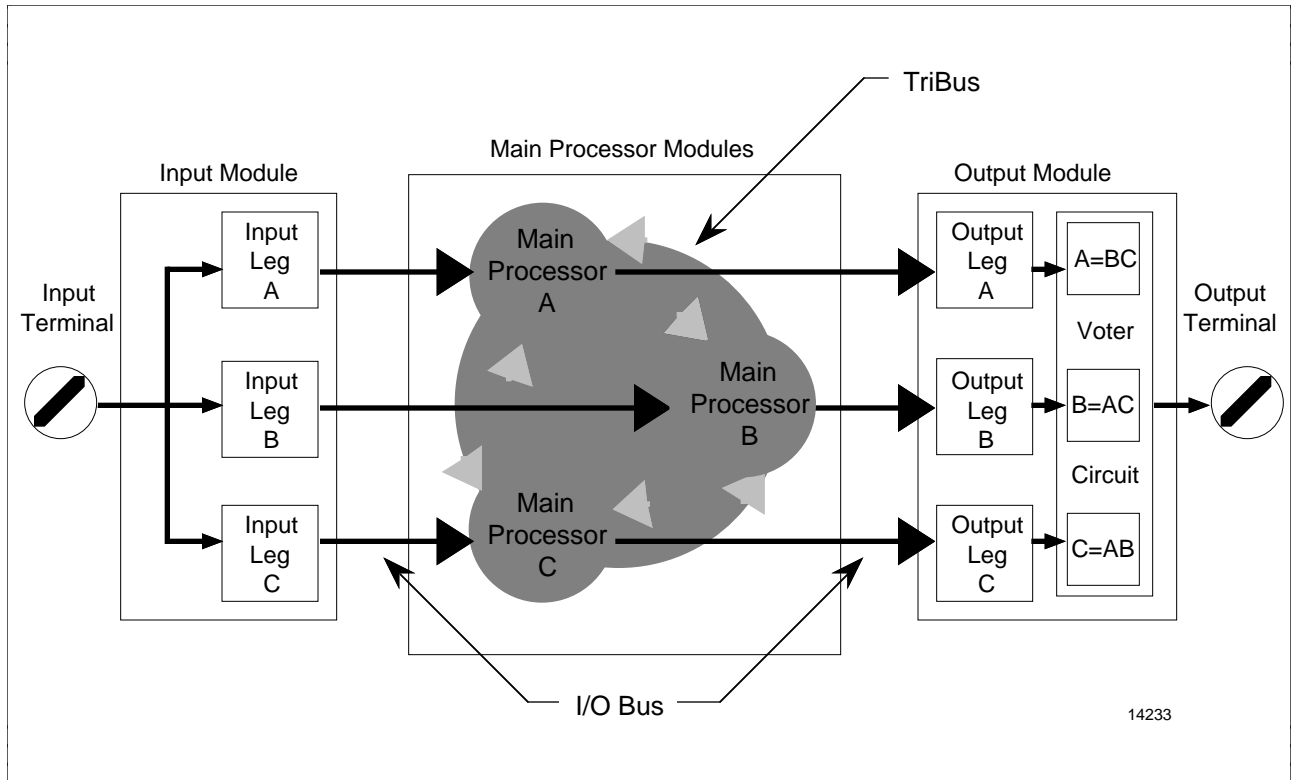 TriBus
Main Processor Modules
Input Module
Output Module
Input
Terminal
Input
Leg
A
Main
Processor
A
Output
Leg
A
A=BC
Output
Terminal
Voter
Input
Leg
B
Main
Processor
B
Output
Leg
B
B=AC
Circuit
Input
Leg
C
Main
Processor
C
Output
Leg
C
C=AB
I/O Bus
14233